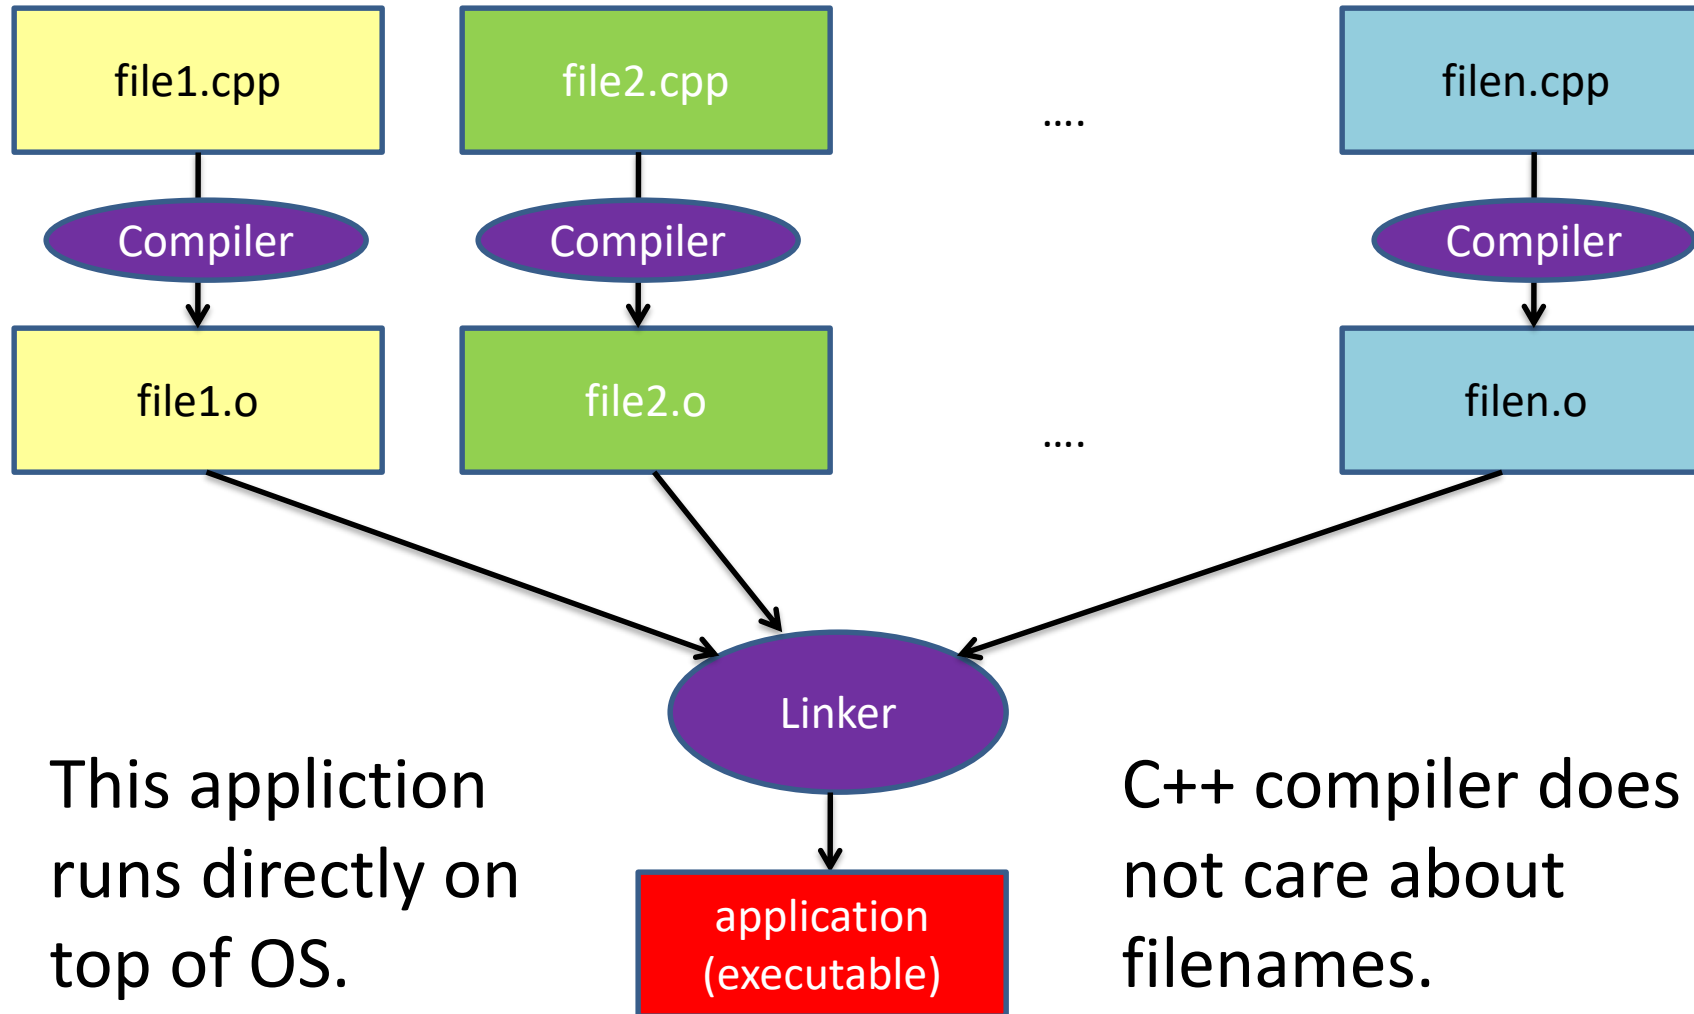 file1.cpp
file2.cpp
....
filen.cpp
Compiler
Compiler
Compiler
file1.o
file2.o
....
filen.o
Linker
This appliction
runs directly on
top of OS.
C++ compiler does
not care about
filenames.
application
(executable)